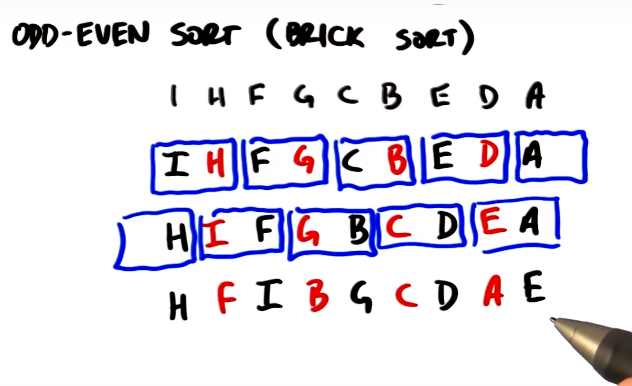 ODD-EVEN SORT (BRICK SORT)
I H F G C B E D A
I H F G C B E D A
H I F G B C D E A
H F I B G C D A E